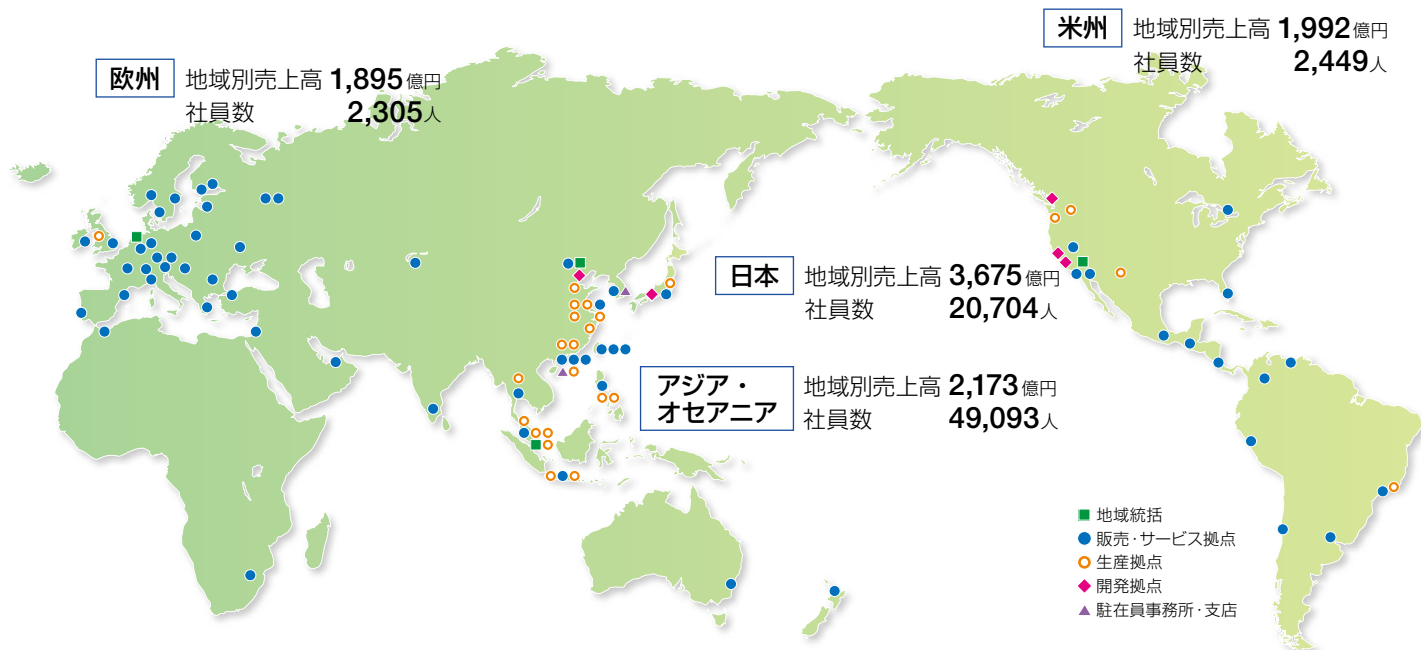 米州 地域別売上高 1,992億円
社員数 2,449人
欧州 地域別売上高 1,895億円
社員数 2,305人
日本 地域別売上高 3,675億円
社員数 20,704人
アジア・
オセアニア
地域別売上高 2,173億円
社員数 49,093人
地域統括
販売・サービス拠点
生産拠点
開発拠点
駐在員事務所・支店